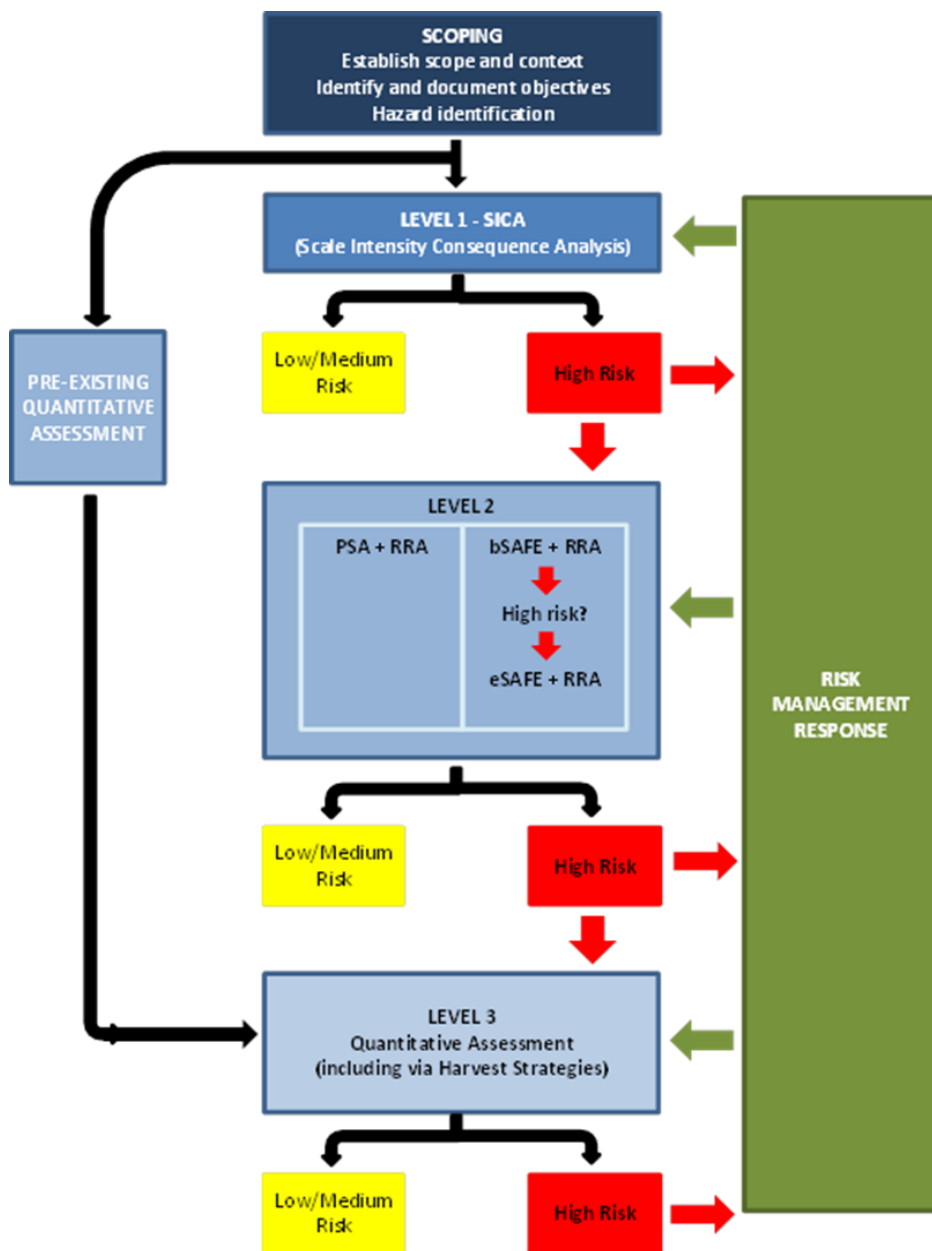 SCOPING
Establish scope and context
Identify and document objectives
Hazard identification
LEVEL 1 - SICA
(Scale Intensity Consequence Analysis)
Low/Medium
Risk
High Risk
PRE-EXISTING
QUANTITATIVE
ASSESSMENT
LEVEL 2
PSA + RRA
bSAFE + RRA
High risk?
eSAFE + RRA
RISK
MANAGEMENT
RESPONSE
Low/Medium
Risk
High Risk
LEVEL 3
Quantitative Assessment
(including via Harvest Strategies)
Low/Medium
Risk
High Risk